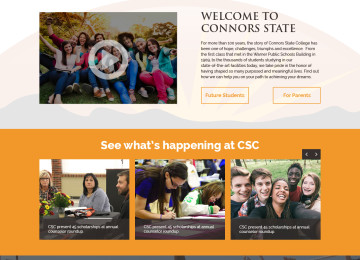 WELCOME TO
CONNORS STATE
For more than 100 years, the story of Connors State College has
been one of hope, challenges, triumphs and excellence. From
the first class that met in the Warner Public Schools Building in
1909, to the thousands of students studying in our
state-of-the-art facilities today, we take pride in the honor of
having shaped so many purposed and meaningful lives. Find out
how we can help you on your path to achieving your dreams.
Future Students
For Parents
See what's happening at CSC
CSC present 45 scholarships at annual
counselor roundup
CSC present 45 scholarships at annual
counselor roundup
CSC present 45 scholarships at annual
counselor roundup